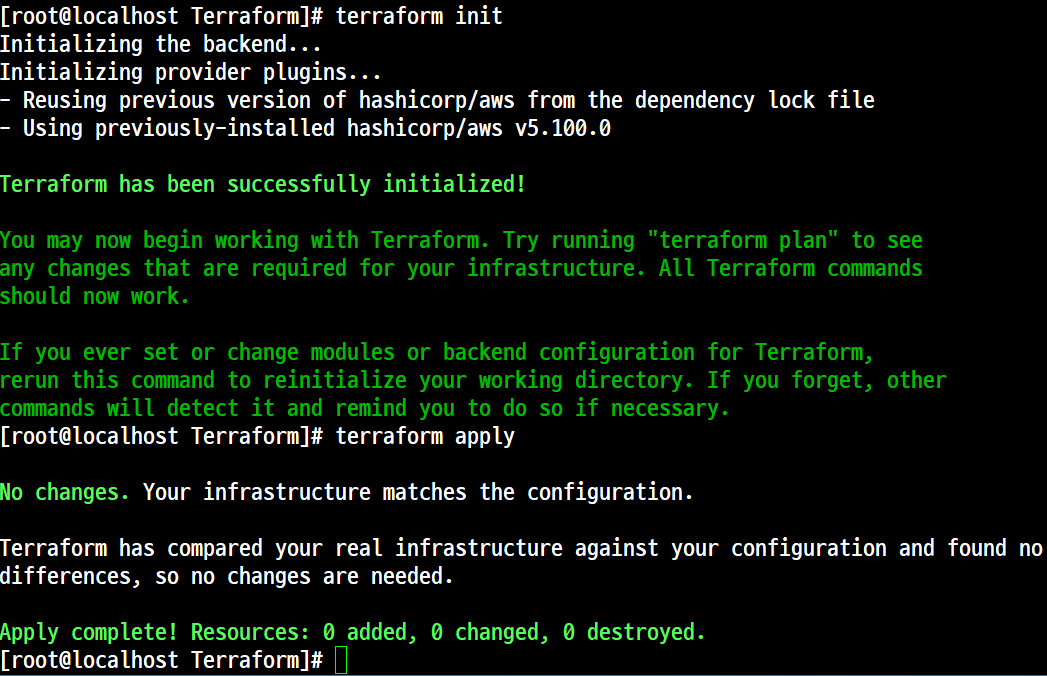 [root@localhost Terraform]# terraform init
Initializing the backend...
Initializing provider plugins...
- Reusing previous version of hashicorp/aws from the dependency lock file
- Using previously-installed hashicorp/aws v5.100.0
Terraform has been successfully initialized!
You may now begin working with Terraform. Try running "terraform plan" to see
any changes that are required for your infrastructure. All Terraform commands
should now work.
If you ever set or change modules or backend configuration for Terraform,
rerun this command to reinitialize your working directory. If you forget, other
commands will detect it and remind you to do so if necessary.
[root@localhost Terraform]# terraform apply
No changes. Your infrastructure matches the configuration.
Terraform has compared your real infrastructure against your configuration and found no
differences, so no changes are needed.
Apply complete! Resources: 0 added, 0 changed, 0 destroyed.
[root@localhost Terraform]#